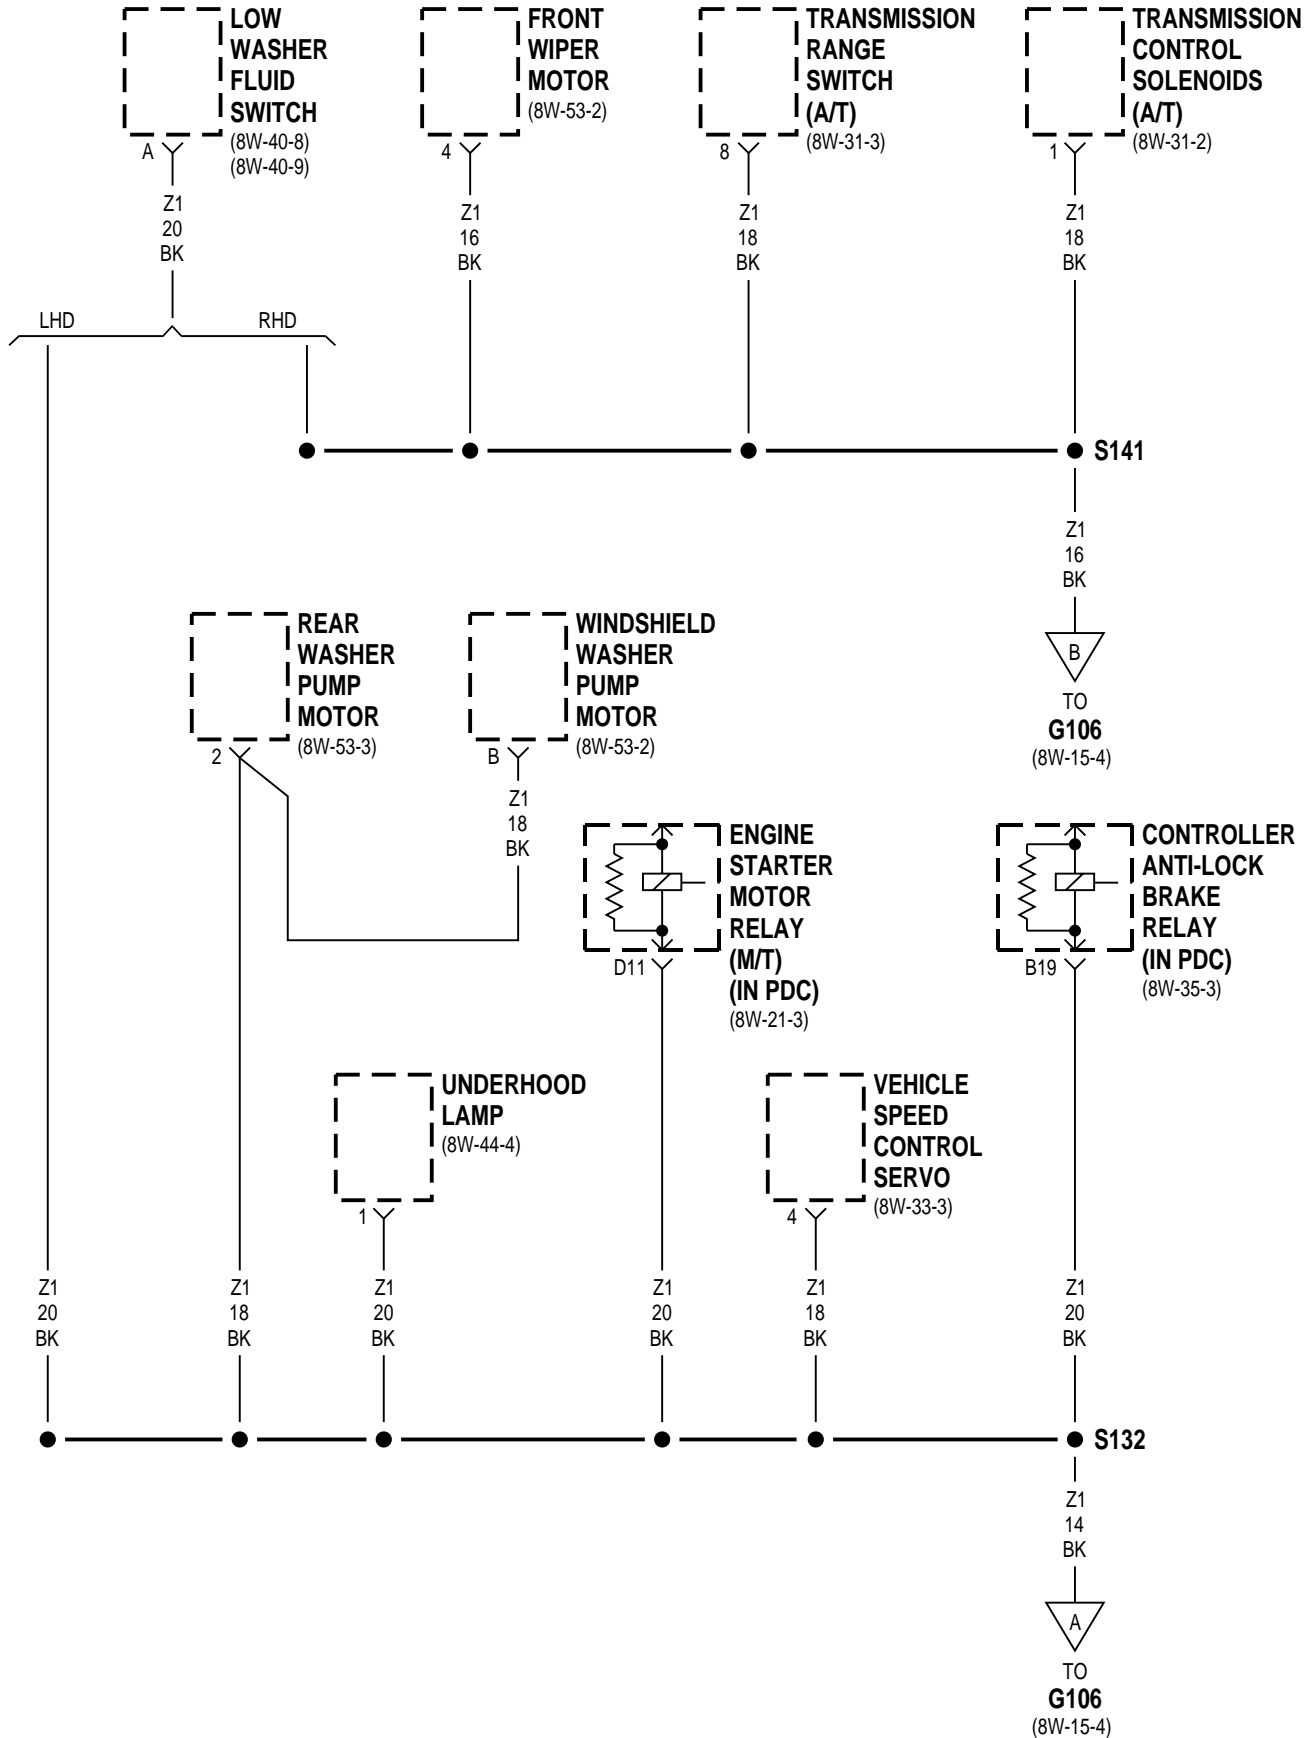 LOW
WASHER
FLUID
SWITCH
(8W-40-8)
(8W-40-9)
A
Z1
20
BK
LHD
RHD
FRONT
WIPER
MOTOR
(8W-53-2)
4
Z1
16
BK
TRANSMISSION
RANGE
SWITCH
(A/T)
(8W-31-3)
8
Z1
18
BK
TRANSMISSION
CONTROL
SOLENOIDS
(A/T)
(8W-31-2)
1
Z1
18
BK
S141
Z1
16
BK
B
TO
G106
(8W-15-4)
REAR
WASHER
PUMP
MOTOR
(8W-53-3)
2
WINDSHIELD
WASHER
PUMP
MOTOR
(8W-53-2)
B
Z1
18
BK
ENGINE
STARTER
MOTOR
RELAY
(M/T)
(IN PDC)
(8W-21-3)
D11
CONTROLLER
ANTI-LOCK
BRAKE
RELAY
(IN PDC)
(8W-35-3)
B19
UNDERHOOD
LAMP
(8W-44-4)
1
VEHICLE
SPEED
CONTROL
SERVO
(8W-33-3)
4
Z1
20
BK
Z1
18
BK
Z1
20
BK
Z1
20
BK
Z1
18
BK
Z1
20
BK
S132
Z1
14
BK
A
TO
G106
(8W-15-4)